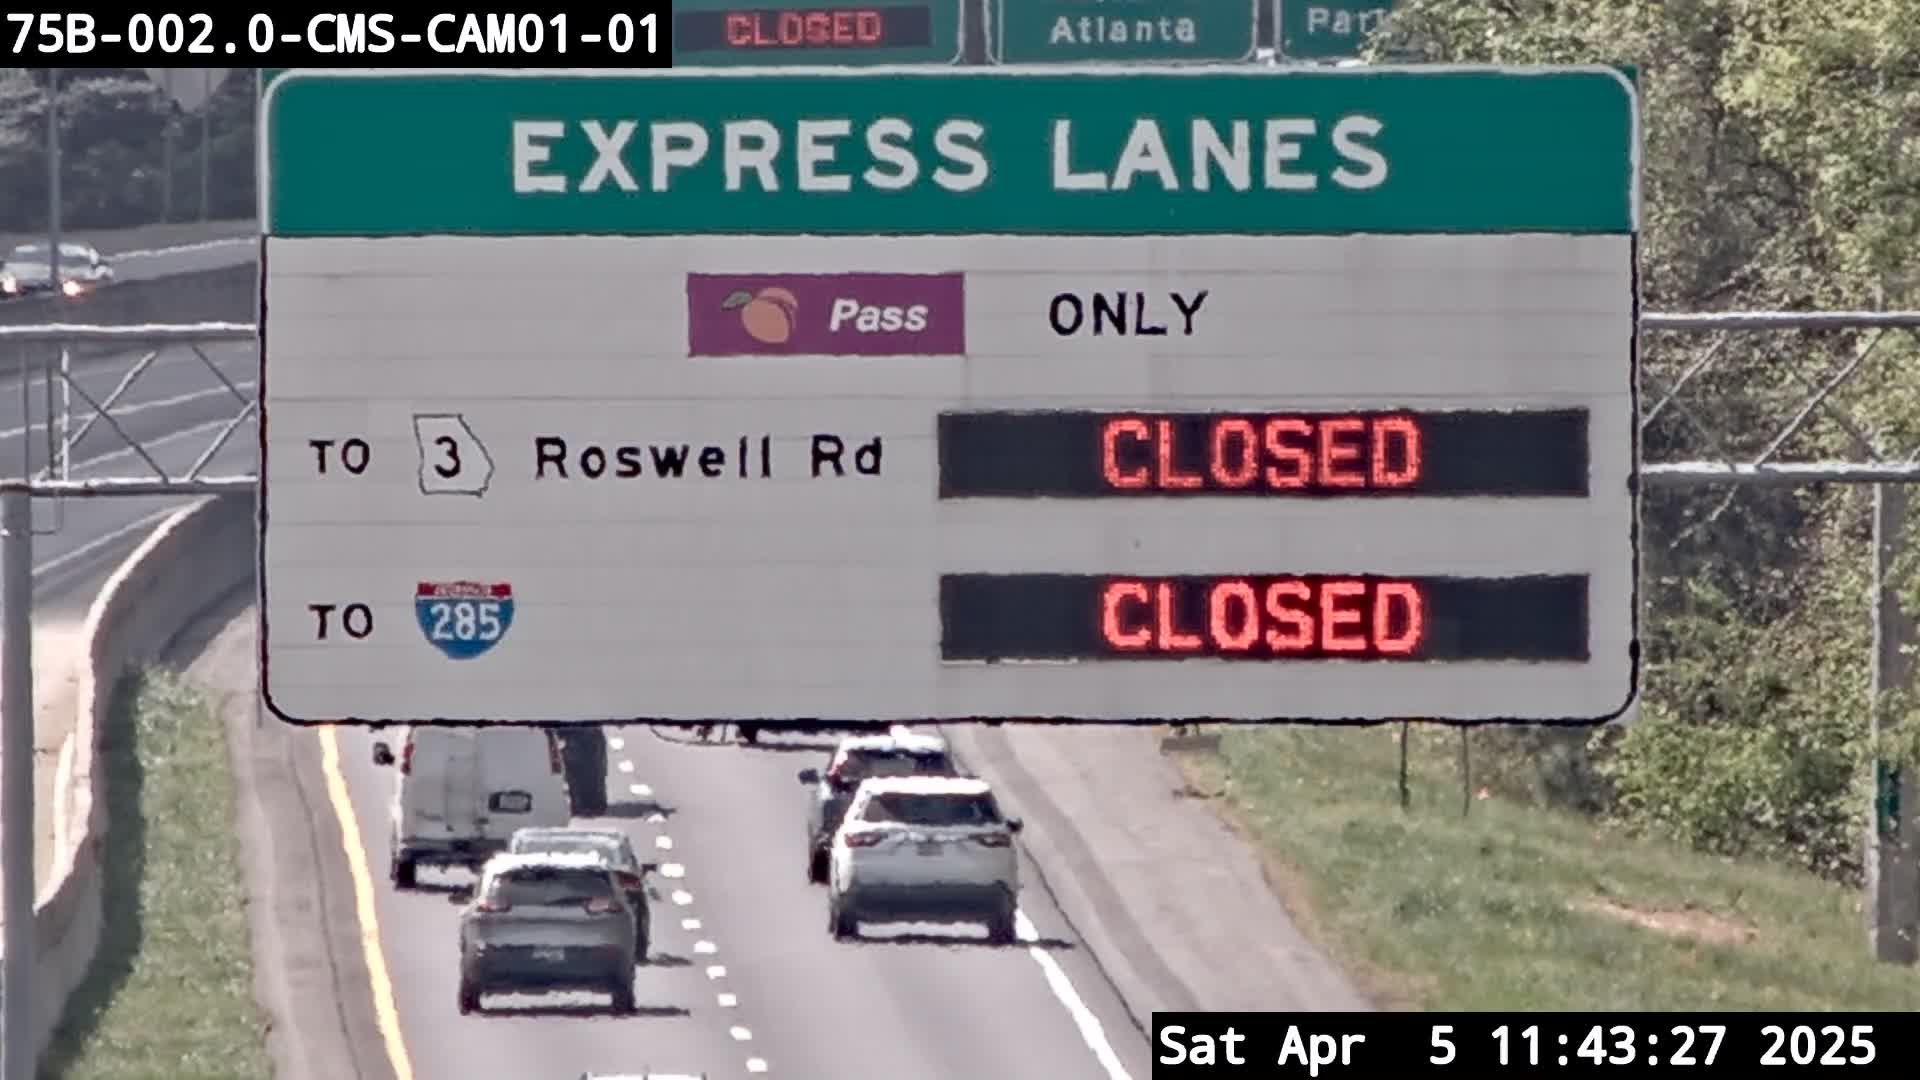 75B-002.0-CMS-CAM01-01
CLOSED
Atlanta
EXPRESS LANES
Pass ONLY
TO 3 Roswell Rd CLOSED
TO 285 CLOSED
Sat Apr 5 11:43:27 2025